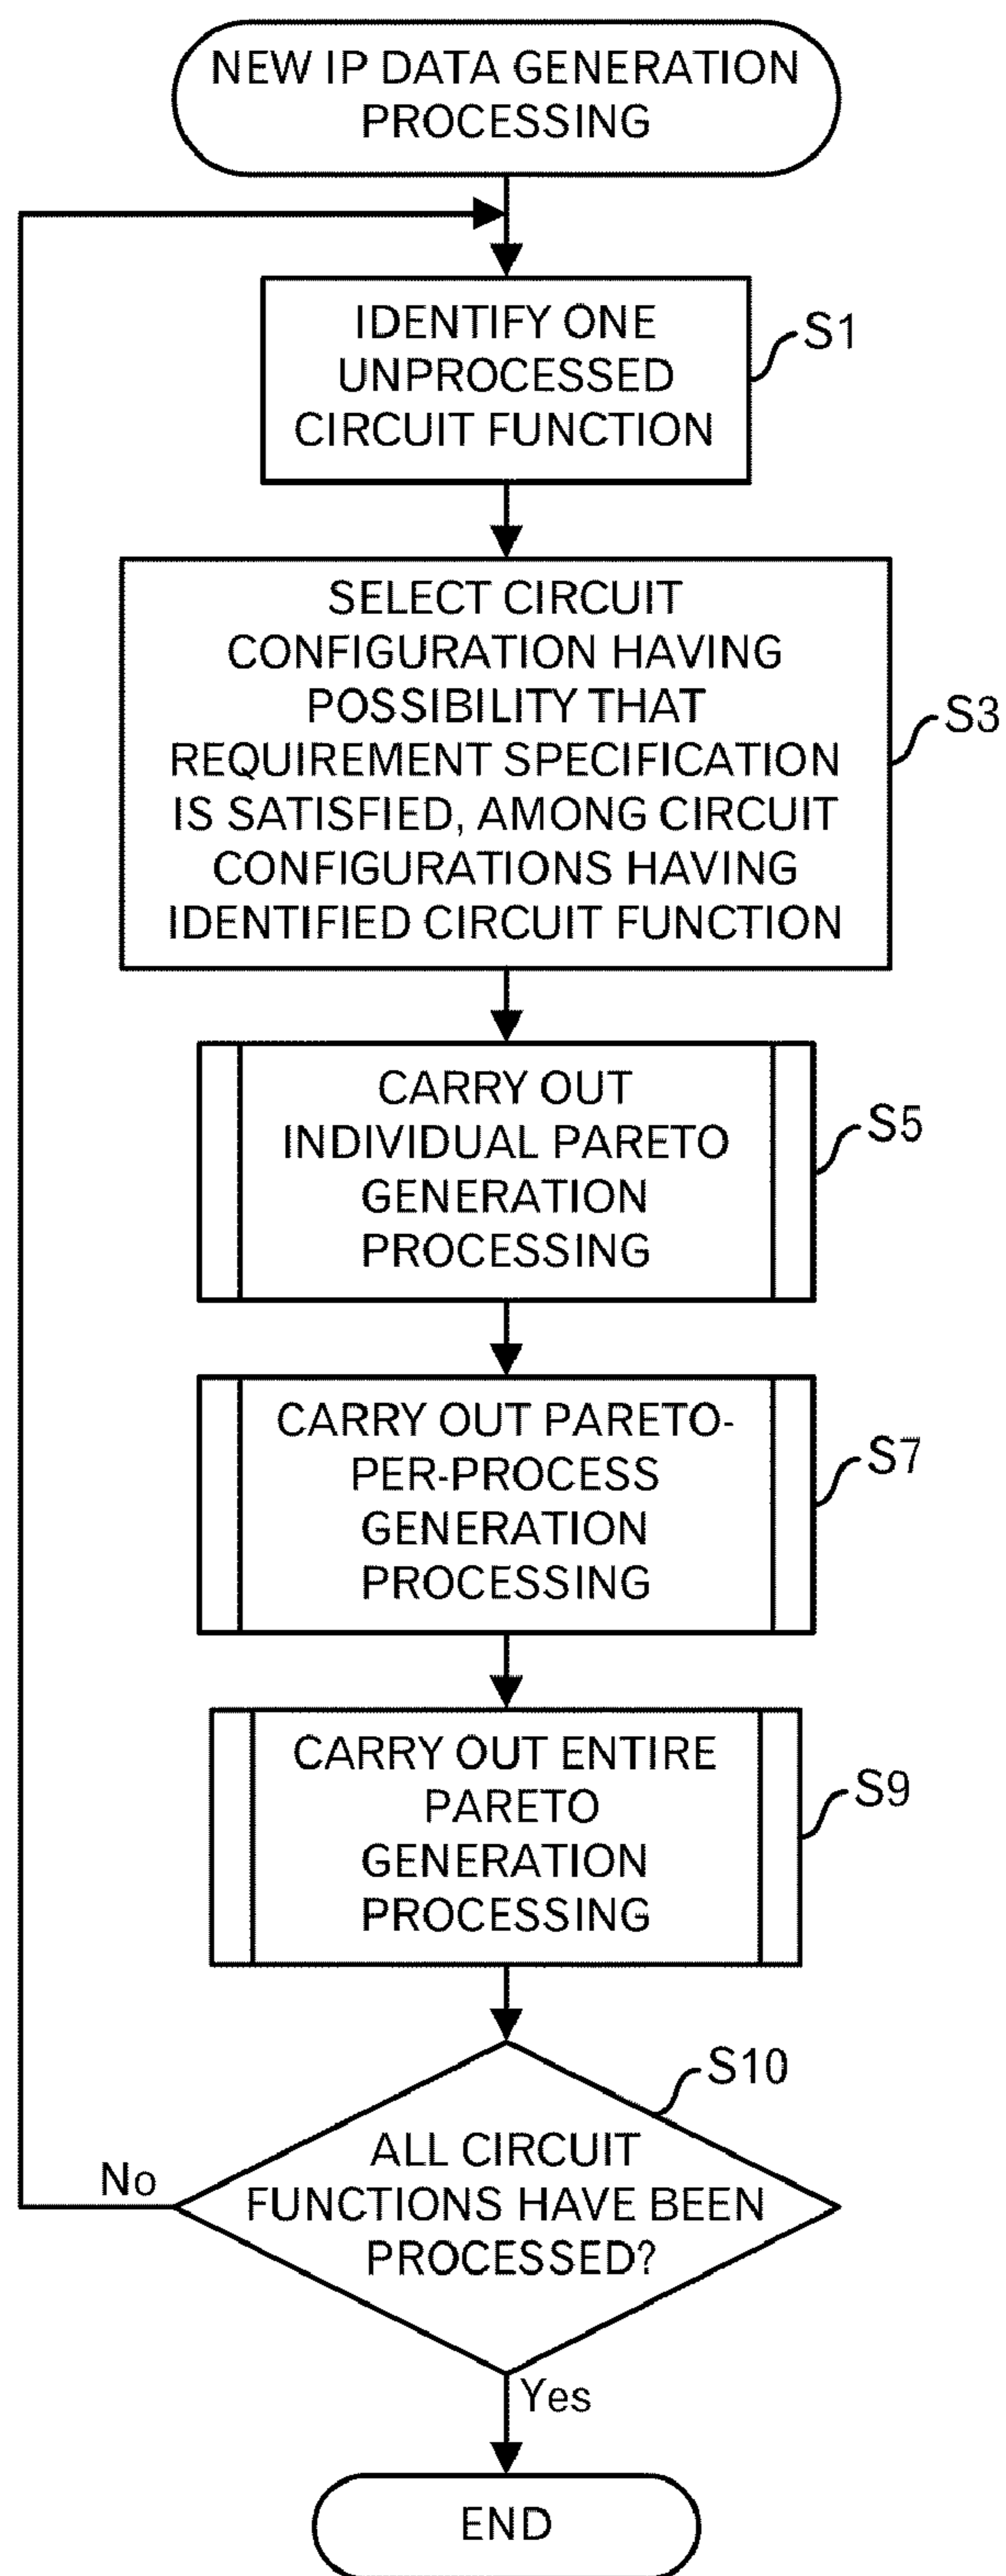 NEW IP DATA GENERATION
PROCESSING
IDENTIFY ONE
UNPROCESSED
CIRCUIT FUNCTION
S1
SELECT CIRCUIT
CONFIGURATION HAVING
POSSIBILITY THAT
REQUIREMENT SPECIFICATION
IS SATISFIED, AMONG CIRCUIT
CONFIGURATIONS HAVING
IDENTIFIED CIRCUIT FUNCTION
S3
CARRY OUT
INDIVIDUAL PARETO
GENERATION
PROCESSING
S5
CARRY OUT PARETO-
PER-PROCESS
GENERATION
PROCESSING
S7
CARRY OUT ENTIRE
PARETO
GENERATION
PROCESSING
S9
S10
ALL CIRCUIT
FUNCTIONS HAVE BEEN
PROCESSED?
No
Yes
END